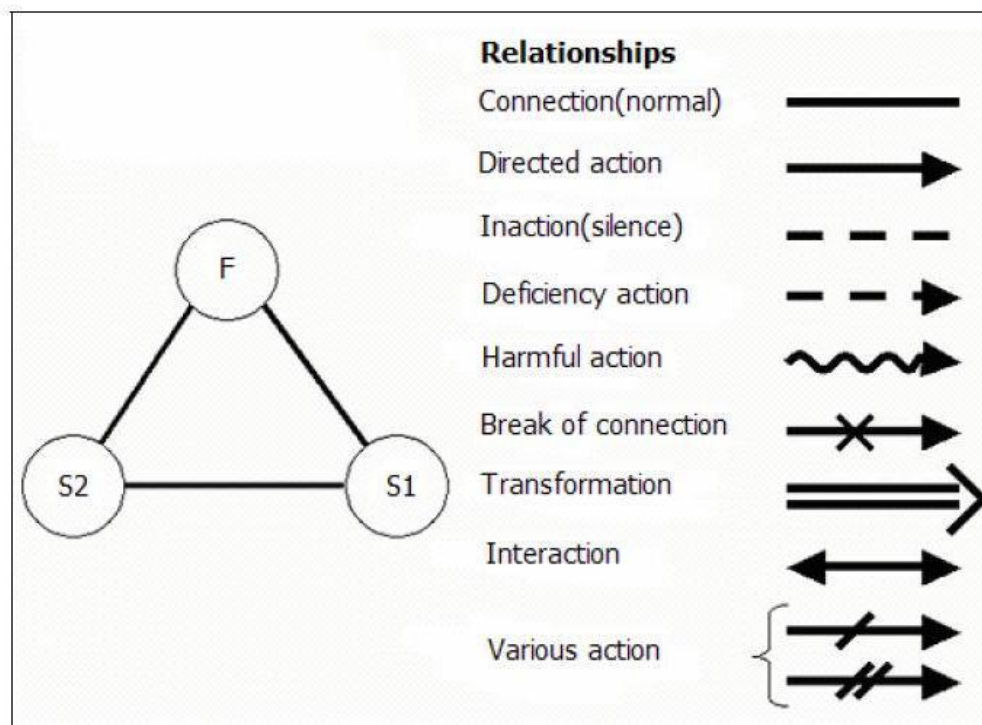 Relationships
Connection(normal)
Directed action
Inaction(silence)
F
Deficiency action
Harmful action
Break of connection
S2
S1
Transformation
Interaction
Various action